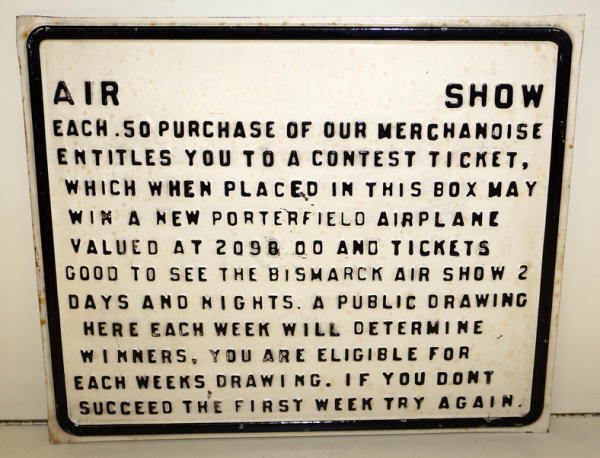 AIR SHOW
EACH .50 PURCHASE OF OUR MERCHANDISE
ENTITLES YOU TO A CONTEST TICKET,
WHICH WHEN PLACED IN THIS BOX MAY
WIN A NEW PORTERFIELD AIRPLANE
VALUED AT 2098.00 AND TICKETS
GOOD TO SEE THE BISMARCK AIR SHOW 2
DAYS AND NIGHTS. A PUBLIC DRAWING
HERE EACH WEEK WILL DETERMINE
WINNERS, YOU ARE ELIGIBLE FOR
EACH WEEKS DRAWING. IF YOU DONT
SUCCEED THE FIRST WEEK TRY AGAIN.